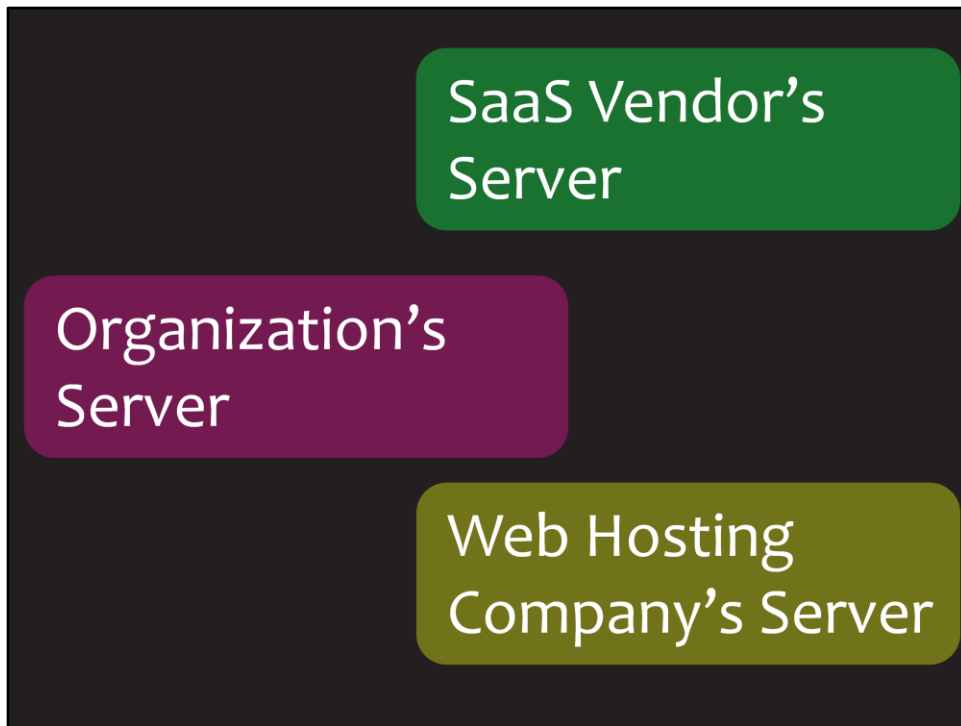 SaaS Vendor’s
Server
Organization’s
Server
Web Hosting
Company’s Server